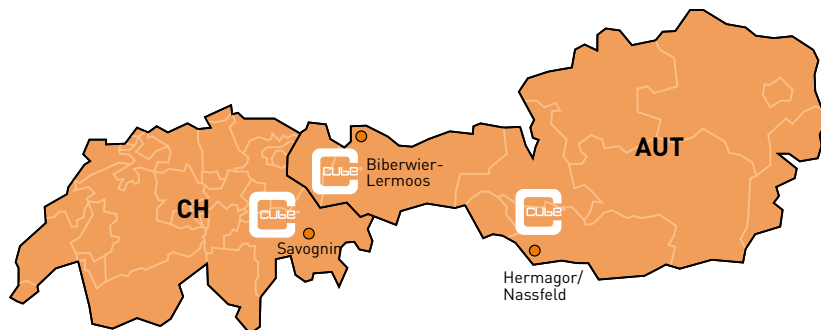 AUT
cube
Biberwier-
Lermoos
CH
cube
cube
Savognin
Hermagor/
Nassfeld